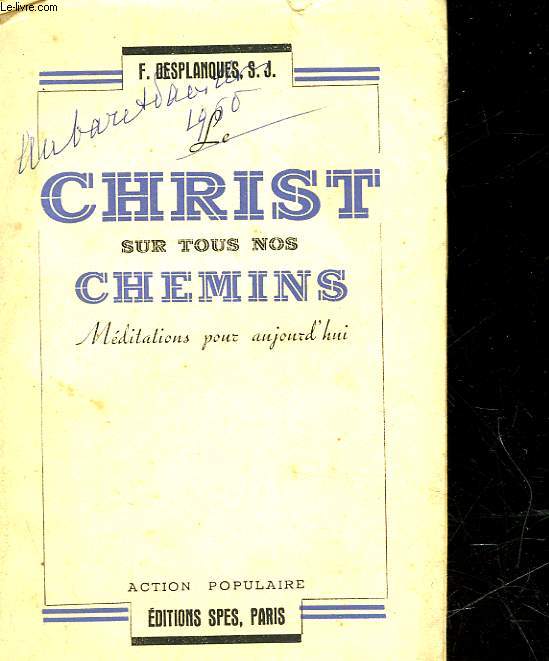 Le-livre.com
F. DESPLANQUES, S. J.
1960
Le
CHRIST
SUR TOUS NOS
CHEMINS
Méditations pour aujourd'hui
ACTION POPULAIRE
ÉDITIONS SPES, PARIS